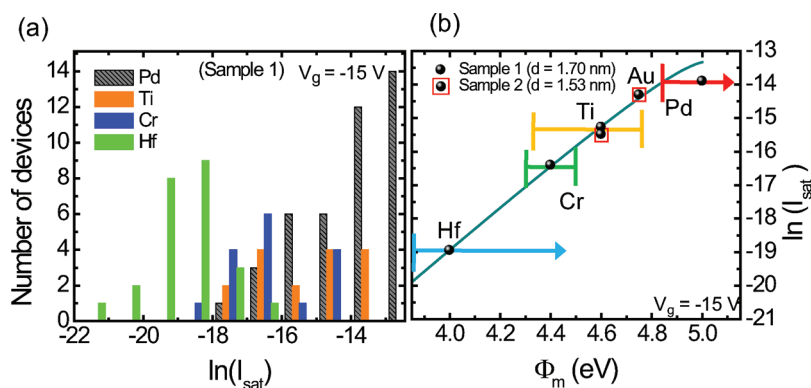 (a)
(Sample 1)
V_g = -15 V
Pd
Ti
Cr
Hf
Number of devices
14
12
10
8
6
4
2
0
-22 -20 -18 -16 -14
ln(I_sat)
(b)
Sample 1 (d = 1.70 nm)
Sample 2 (d = 1.53 nm)
Au
Pd
Ti
Cr
Hf
V_g = -15 V
-13
-14
-15
-16
-17
-18
-19
-20
-21
ln (I_sat)
4.0 4.2 4.4 4.6 4.8 5.0
Φ_m (eV)